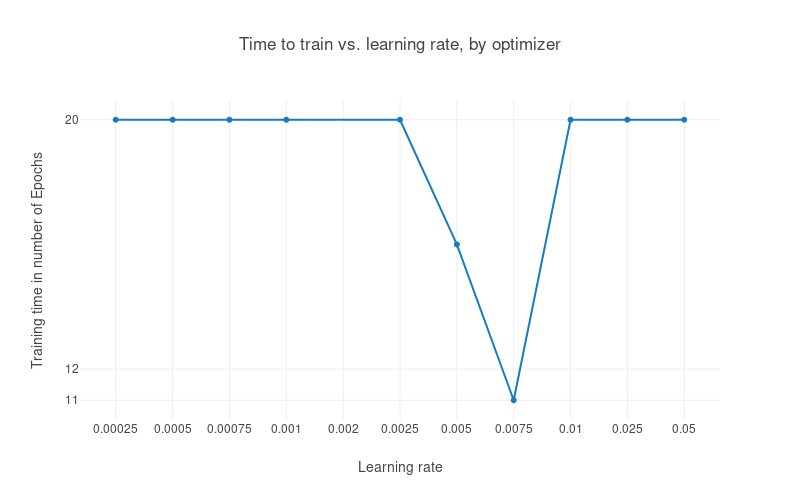 Time to train vs. learning rate, by optimizer
Training time in number of Epochs
20
12
11
0.00025 0.0005 0.00075 0.001 0.002 0.0025 0.005 0.0075 0.01 0.025 0.05
Learning rate